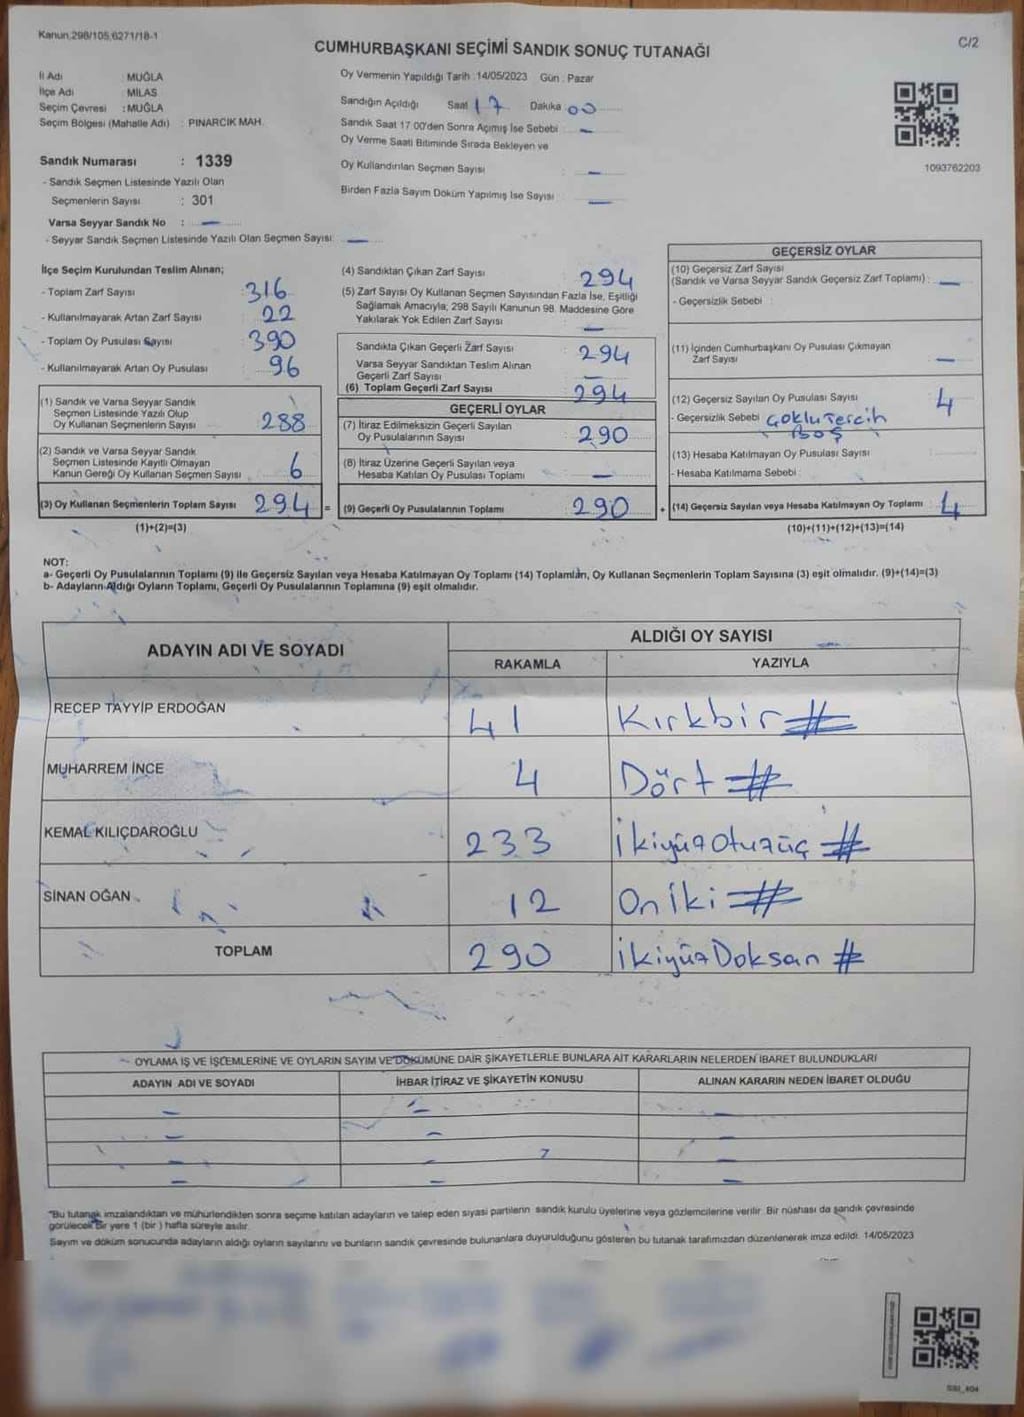 Kanun,298/105,6271/18-1
C/2
CUMHURBAŞKANI SEÇİMİ SANDIK SONUÇ TUTANAĞI
İl Adı : MUĞLA
İlçe Adı : MİLAS
Seçim Çevresi : MUĞLA
Seçim Bölgesi (Mahalle Adı) : PINARCIK MAH.
Sandık Numarası : 1339
- Sandık Seçmen Listesinde Yazılı Olan
Seçmenlerin Sayısı : 301
Varsa Seyyar Sandık No : —
- Seyyar Sandık Seçmen Listesinde Yazılı Olan Seçmen Sayısı: —
Oy Vermenin Yapıldığı Tarih : 14/05/2023 Gün : Pazar
Sandığın Açıldığı Saat 17 Dakika 00
Sandık Saat 17.00'den Sonra Açımış İse Sebebi : —
Oy Verme Saati Bitiminde Sırada Bekleyen ve
Oy Kullandırılan Seçmen Sayısı : —
Birden Fazla Sayım Döküm Yapılmış İse Sayısı : —
1093762203
İlçe Seçim Kurulundan Teslim Alınan;
- Toplam Zarf Sayısı : 316
- Kullanılmayarak Artan Zarf Sayısı : 22
- Toplam Oy Pusulası Sayısı : 390
- Kullanılmayarak Artan Oy Pusulası : 96
(1) Sandık ve Varsa Seyyar Sandık
Seçmen Listesinde Yazılı Olup
Oy Kullanan Seçmenlerin Sayısı : 288
(2) Sandık ve Varsa Seyyar Sandık
Seçmen Listesinde Kayıtlı Olmayan
Kanun Gereği Oy Kullanan Seçmen Sayısı : 6
(3) Oy Kullanan Seçmenlerin Toplam Sayısı 294 =
(1)+(2)=(3)
(4) Sandıktan Çıkan Zarf Sayısı : 294
(5) Zarf Sayısı Oy Kullanan Seçmen Sayısından Fazla İse, Eşitliği
Sağlamak Amacıyla, 298 Sayılı Kanunun 98. Maddesine Göre
Yakılarak Yok Edilen Zarf Sayısı : —
Sandıkta Çıkan Geçerli Zarf Sayısı : 294
Varsa Seyyar Sandıktan Teslim Alınan
Geçerli Zarf Sayısı : —
(6) Toplam Geçerli Zarf Sayısı : 294
GEÇERLİ OYLAR
(7) İtiraz Edilmeksizin Geçerli Sayılan
Oy Pusulalarının Sayısı : 290
(8) İtiraz Üzerine Geçerli Sayılan veya
Hesaba Katılan Oy Pusulası Toplamı : —
(9) Geçerli Oy Pusulalarının Toplamı : 290 +
GEÇERSİZ OYLAR
(10) Geçersiz Zarf Sayısı
(Sandık ve Varsa Seyyar Sandık Geçersiz Zarf Toplamı) : —
- Geçersizlik Sebebi :
(11) İçinden Cumhurbaşkanı Oy Pusulası Çıkmayan
Zarf Sayısı : —
(12) Geçersiz Sayılan Oy Pusulası Sayısı : 4
- Geçersizlik Sebebi : Çoklu Tercih
Boş
(13) Hesaba Katılmayan Oy Pusulası Sayısı :
- Hesaba Katılmama Sebebi :
(14) Geçersiz Sayılan veya Hesaba Katılmayan Oy Toplamı : 4
(10)+(11)+(12)+(13)=(14)
NOT:
a- Geçerli Oy Pusulalarının Toplamı (9) ile Geçersiz Sayılan veya Hesaba Katılmayan Oy Toplamı (14) Toplamları, Oy Kullanan Seçmenlerin Toplam Sayısına (3) eşit olmalıdır. (9)+(14)=(3)
b- Adayların Aldığı Oyların Toplamı, Geçerli Oy Pusulalarının Toplamına (9) eşit olmalıdır.
ADAYIN ADI VE SOYADI
ALDIĞI OY SAYISI
RAKAMLA YAZIYLA
RECEP TAYYİP ERDOĞAN 41 Kırkbir #
MUHARREM İNCE 4 Dört #
KEMAL KILIÇDAROĞLU 233 İkiyüzOtuzüç #
SİNAN OĞAN 12 Oniki #
TOPLAM 290 İkiyüzDoksan #
OYLAMA İŞ VE İŞLEMLERİNE VE OYLARIN SAYIM VE DÖKÜMÜNE DAİR ŞİKAYETLERLE BUNLARA AİT KARARLARIN NELERDEN İBARET BULUNDUKLARI
ADAYIN ADI VE SOYADI İHBAR İTİRAZ VE ŞİKAYETİN KONUSU ALINAN KARARIN NEDEN İBARET OLDUĞU
— — —
— — —
— — —
— — —
*Bu tutanak imzalandıktan ve mühürlendikten sonra seçime katılan adayların ve talep eden siyasi partilerin sandık kurulu üyelerine veya gözlemcilerine verilir. Bir nüshası da sandık çevresinde
görülecek bir yere 1 (bir ) hafta süreyle asılır.
Sayım ve döküm sonucunda adayların aldığı oyların sayılarını ve bunların sandık çevresinde bulunanlara duyurulduğunu gösteren bu tutanak tarafımızdan düzenlenerek imza edildi. 14/05/2023